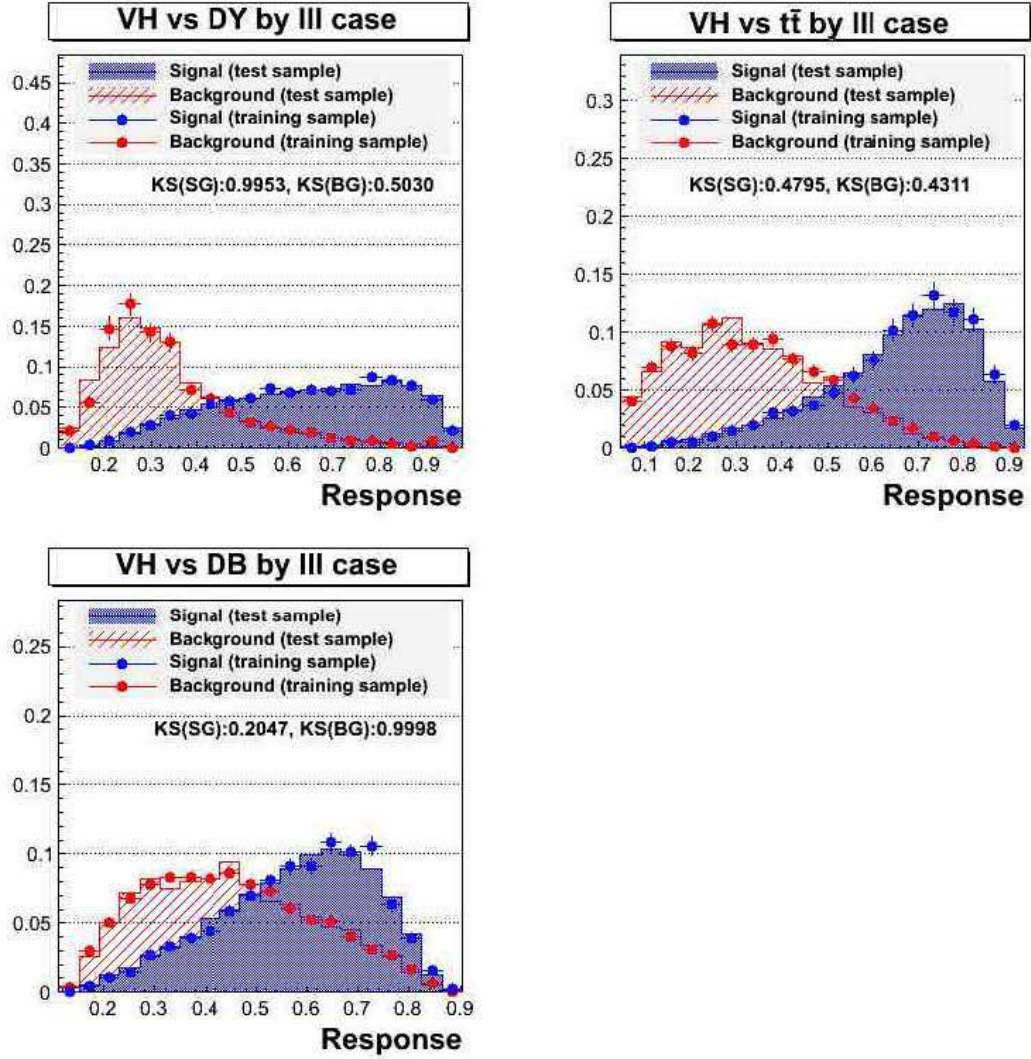 VH vs DY by III case
Signal (test sample)
Background (test sample)
Signal (training sample)
Background (training sample)
KS(SG):0.9953, KS(BG):0.5030
0.45
0.4
0.35
0.3
0.25
0.2
0.15
0.1
0.05
0
0.2 0.3 0.4 0.5 0.6 0.7 0.8 0.9
Response
VH vs tt̄ by III case
Signal (test sample)
Background (test sample)
Signal (training sample)
Background (training sample)
KS(SG):0.4795, KS(BG):0.4311
0.3
0.25
0.2
0.15
0.1
0.05
0
0.1 0.2 0.3 0.4 0.5 0.6 0.7 0.8 0.9
Response
VH vs DB by III case
Signal (test sample)
Background (test sample)
Signal (training sample)
Background (training sample)
KS(SG):0.2047, KS(BG):0.9998
0.25
0.2
0.15
0.1
0.05
0
0.2 0.3 0.4 0.5 0.6 0.7 0.8 0.9
Response